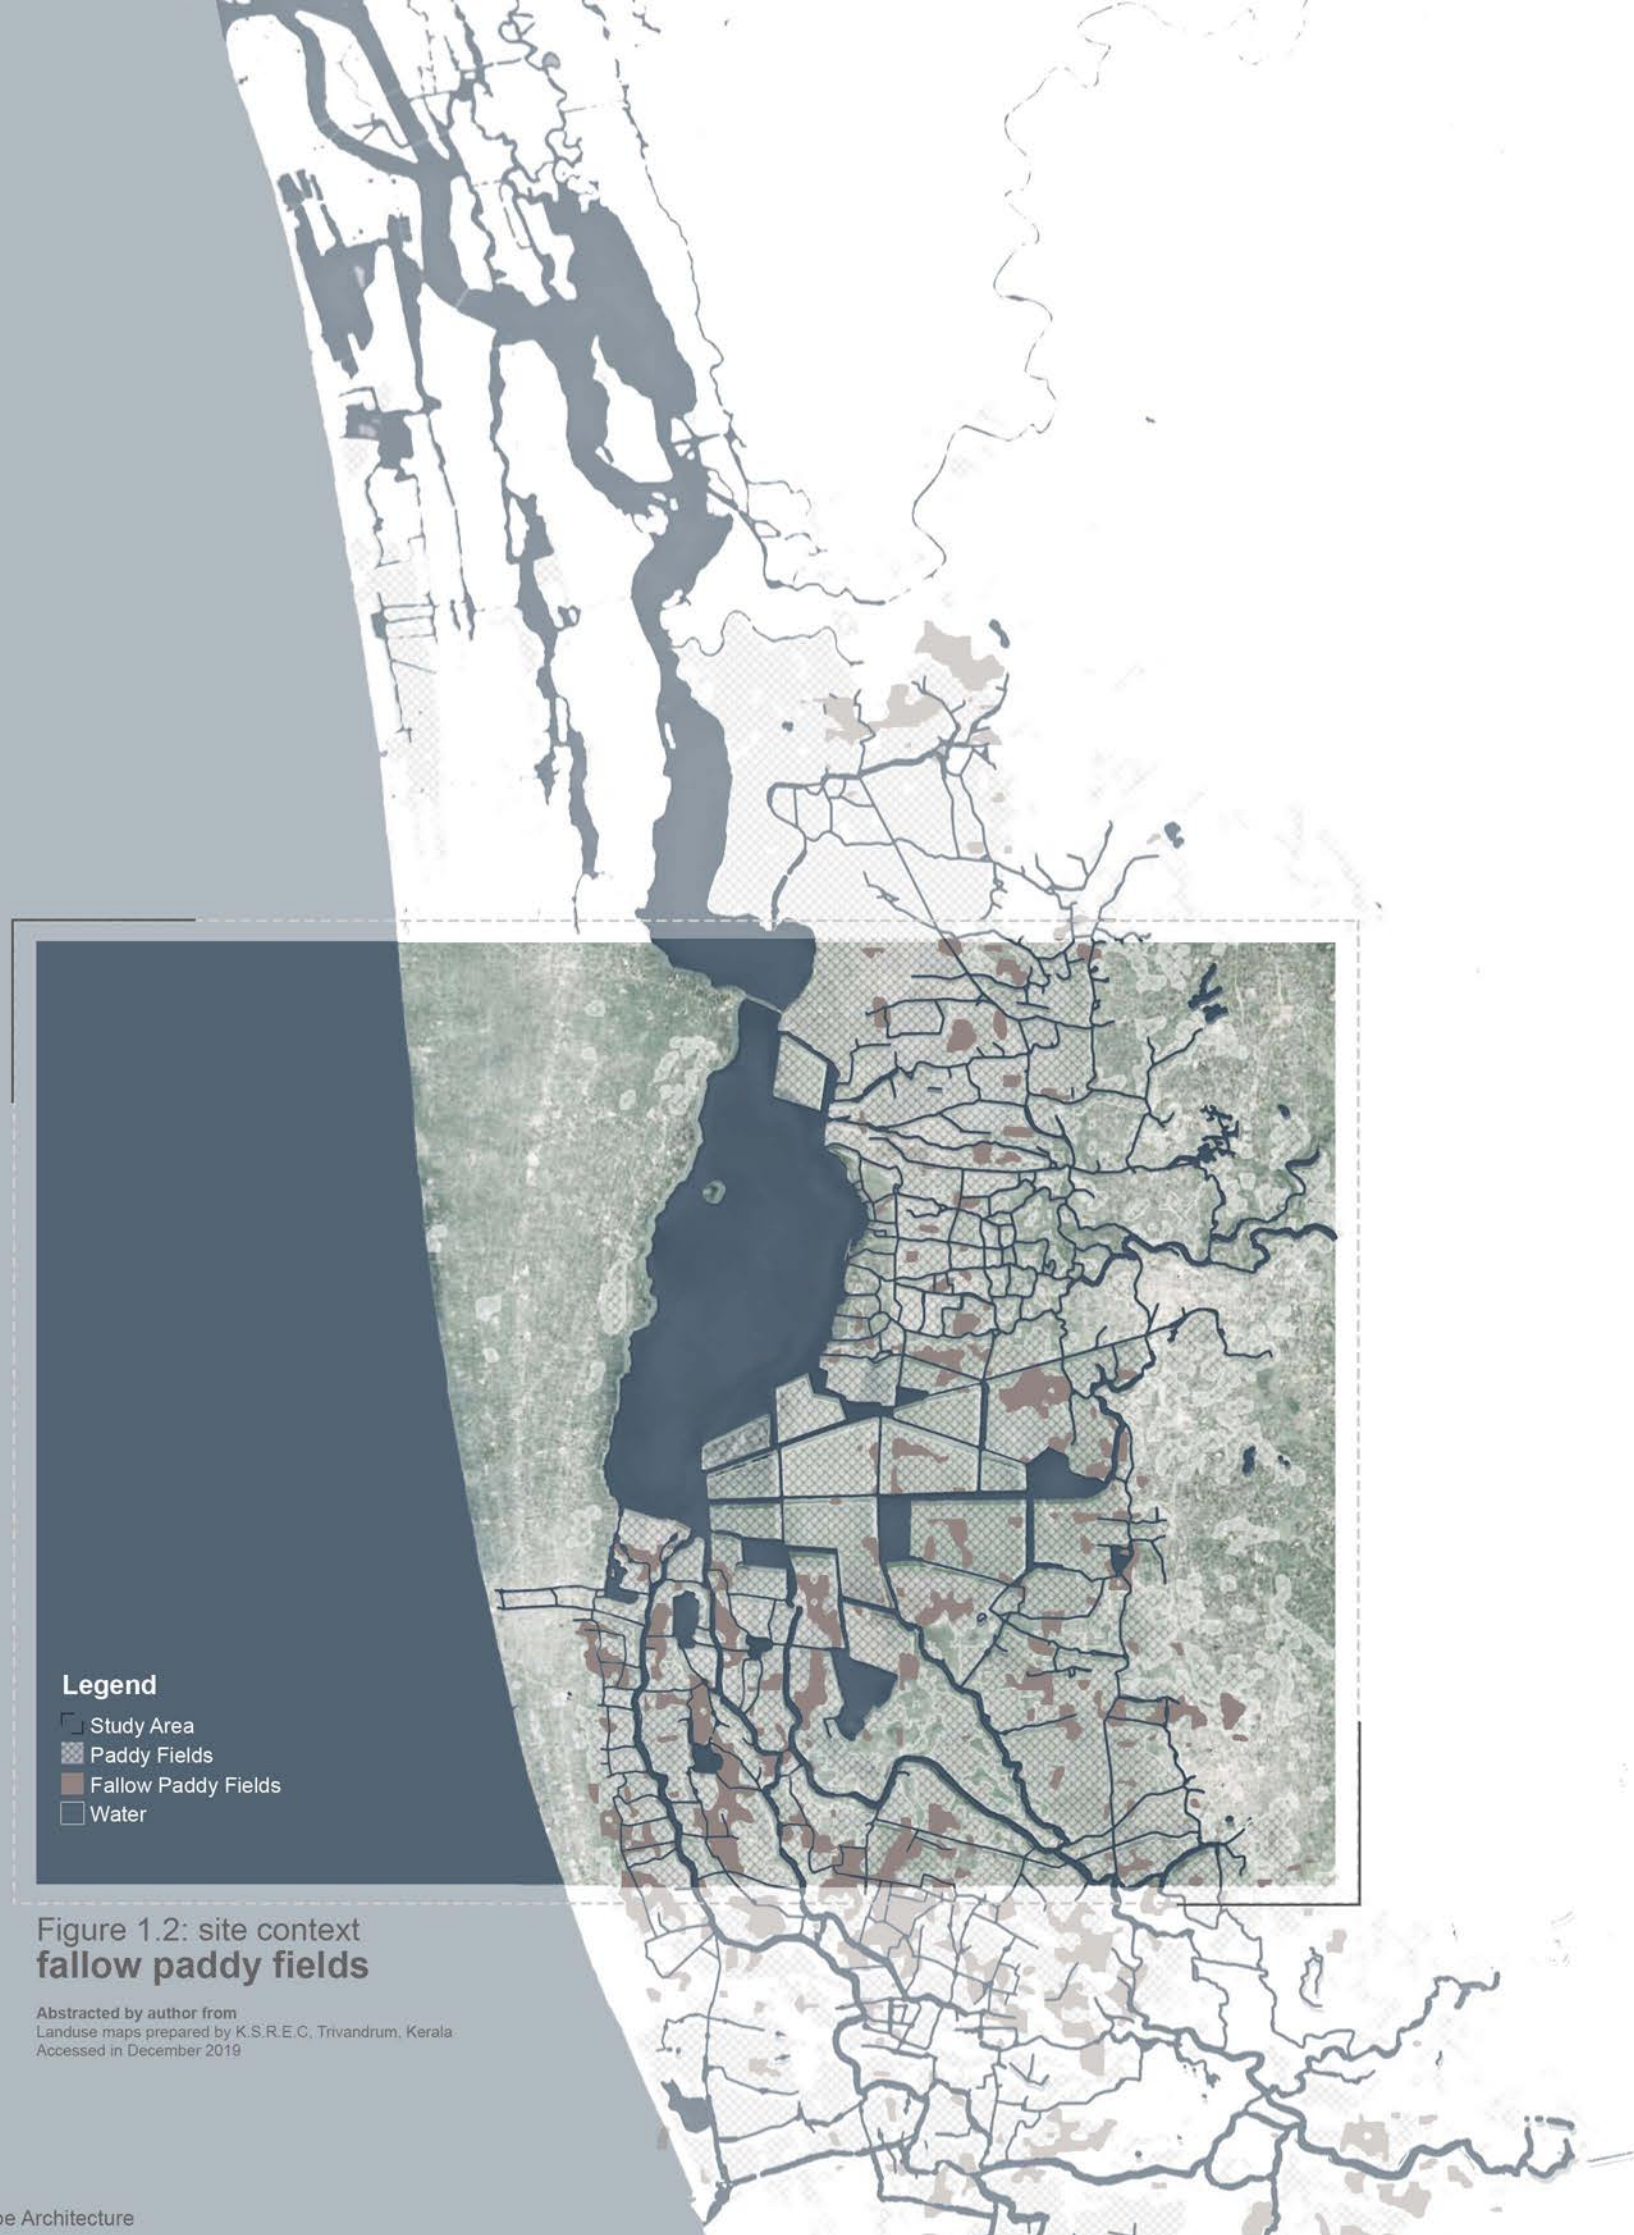 Legend
Study Area
Paddy Fields
Fallow Paddy Fields
Water
Figure 1.2: site context
fallow paddy fields
Abstracted by author from
Landuse maps prepared by K.S.R.E.C, Trivandrum, Kerala
Accessed in December 2019
Architecture